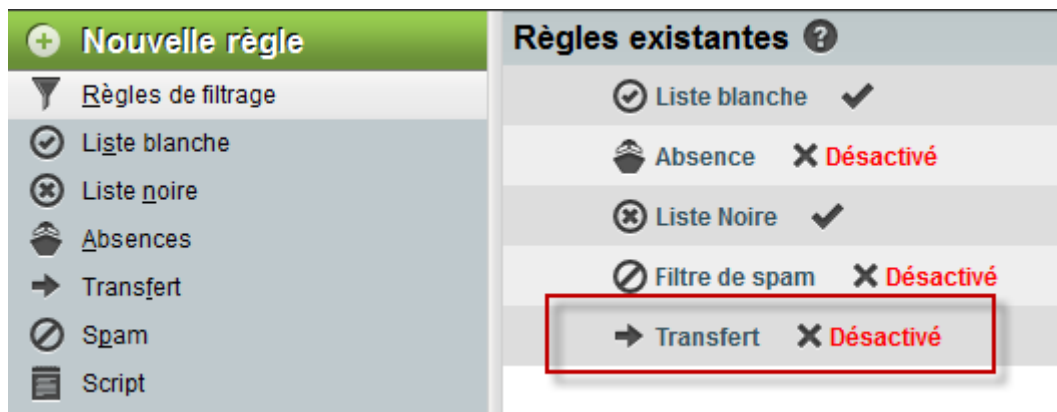 Nouvelle règle
Règles de filtrage
Liste blanche
Liste noire
Absences
Transfert
Spam
Script
Règles existantes ?
Liste blanche
Absence Désactivé
Liste Noire
Filtre de spam Désactivé
Transfert Désactivé